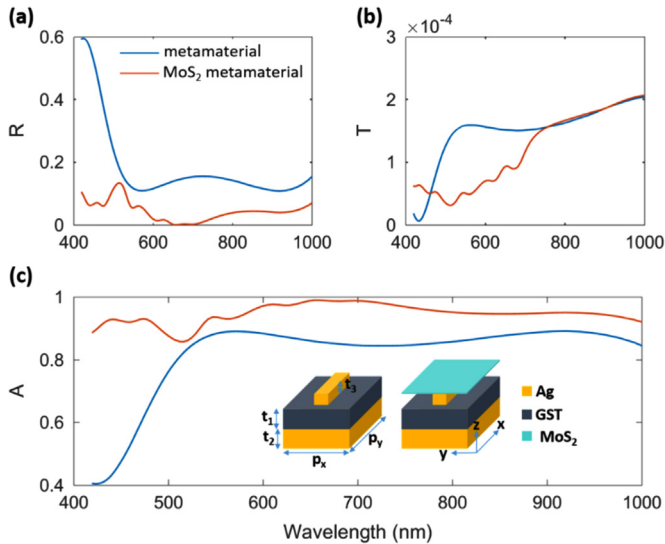 (a)
0.6
0.4
0.2
0
R
metamaterial
MoS₂ metamaterial
400 600 800 1000
(b)
×10⁻⁴
3
2
1
0
T
400 600 800 1000
(c)
1
0.8
0.6
0.4
A
t₁
t₂
t₃
pₓ
p_y
z
x
y
Ag
GST
MoS₂
400 500 600 700 800 900 1000
Wavelength (nm)